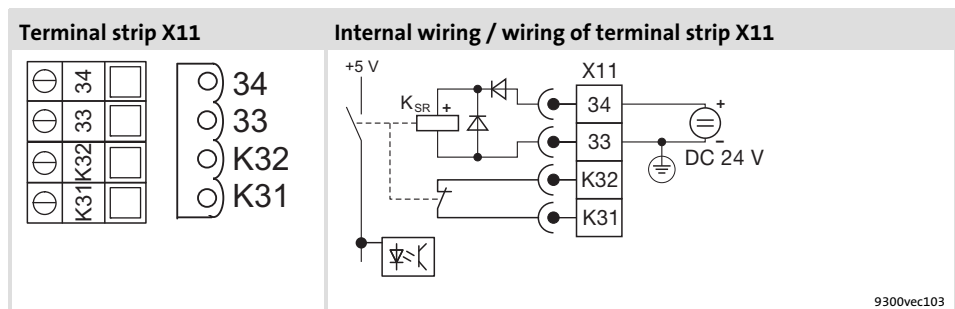 Terminal strip X11
Internal wiring / wiring of terminal strip X11
34
33
K32
K31
34
33
K32
K31
+5 V
KSR
+
X11
34
33
K32
K31
+
–
DC 24 V
9300vec103